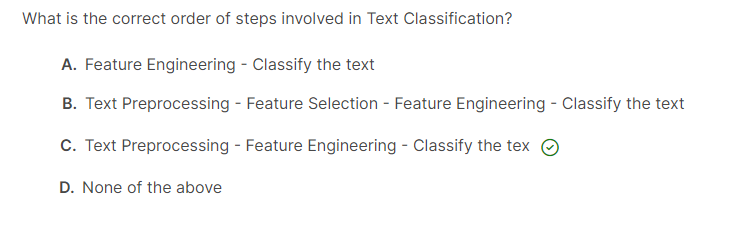 What is the correct order of steps involved in Text Classification?
A. Feature Engineering - Classify the text
B. Text Preprocessing - Feature Selection - Feature Engineering - Classify the text
C. Text Preprocessing - Feature Engineering - Classify the tex
D. None of the above